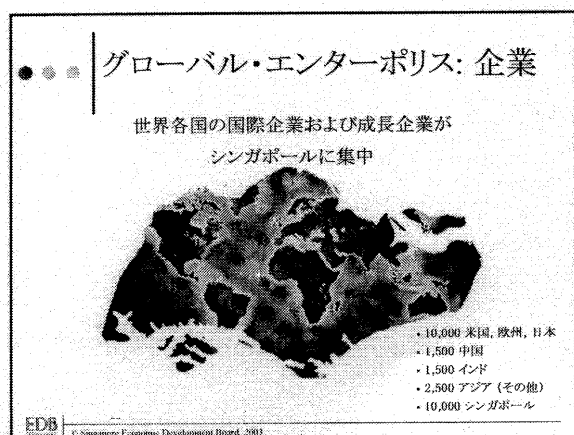 グローバル・エンターポリス: 企業
世界各国の国際企業および成長企業が
シンガポールに集中
• 10,000 米国, 欧州, 日本
• 1,500 中国
• 1,500 インド
• 2,500 アジア (その他)
• 10,000 シンガポール
EDB
© Singapore Economic Development Board, 2003